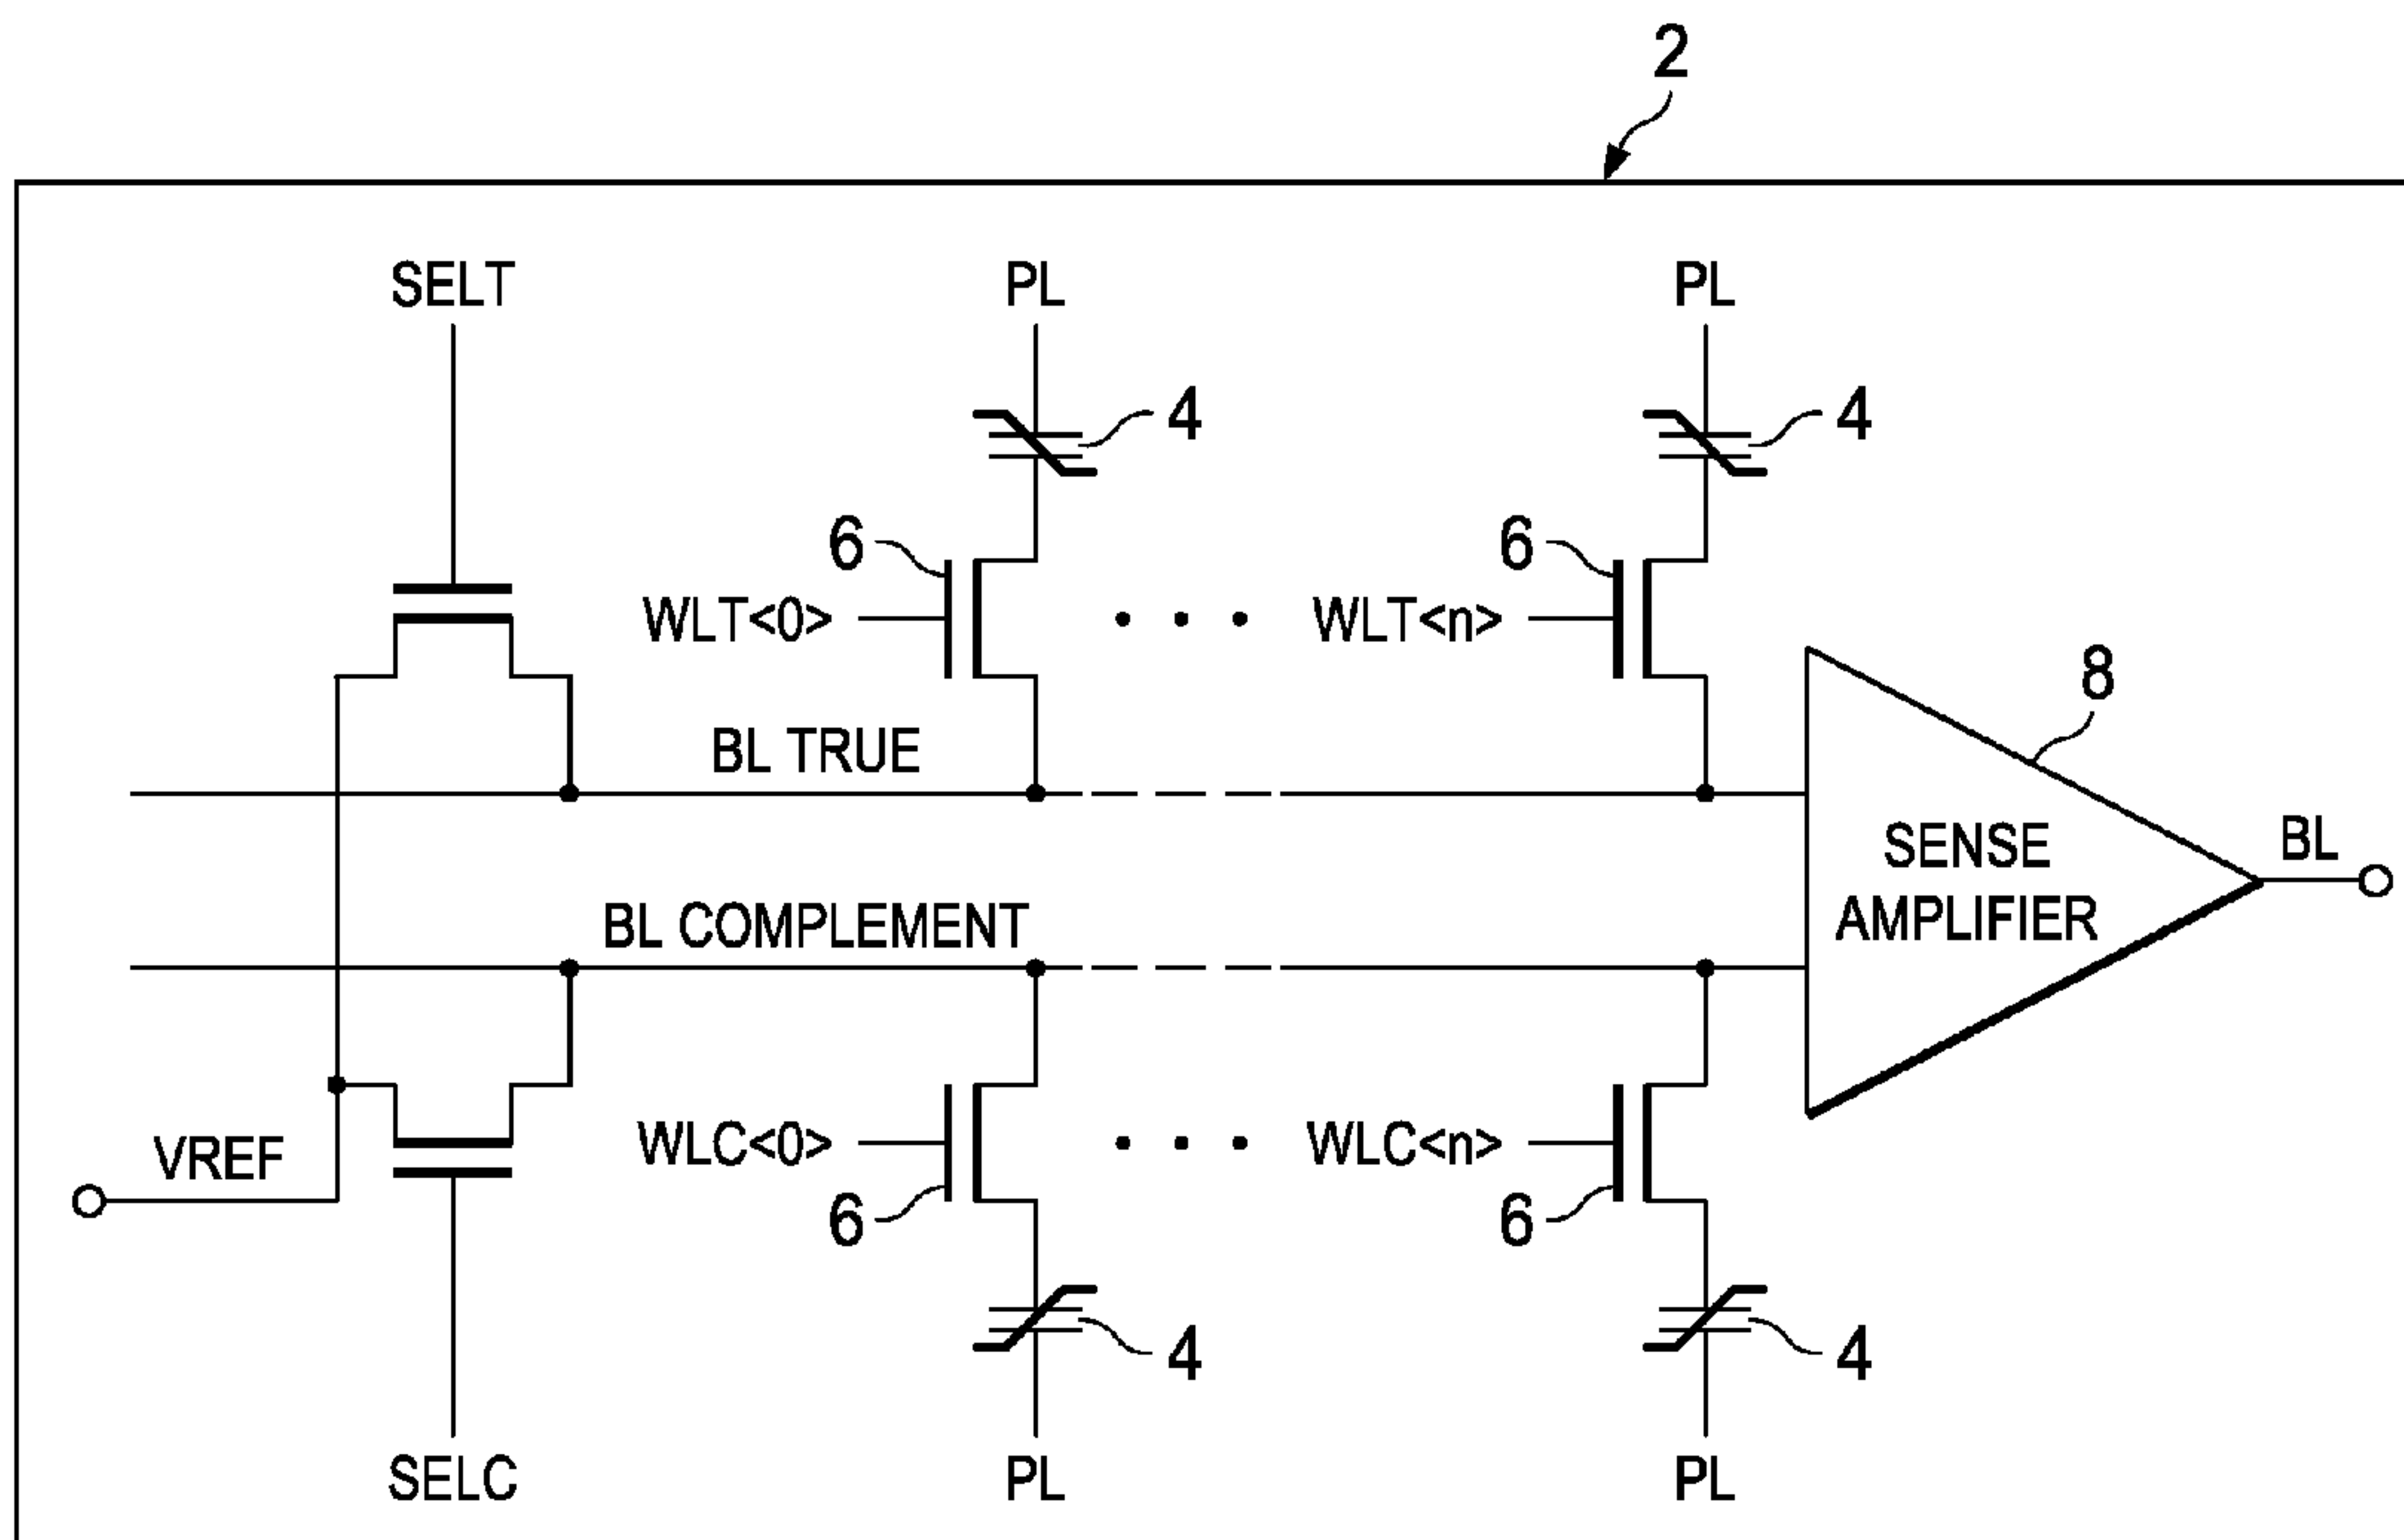 2
SELT
PL
PL
4
4
6
6
WLT<0>
WLT<n>
8
BL TRUE
BL
SENSE
AMPLIFIER
BL COMPLEMENT
VREF
WLC<0>
WLC<n>
6
6
4
4
SELC
PL
PL